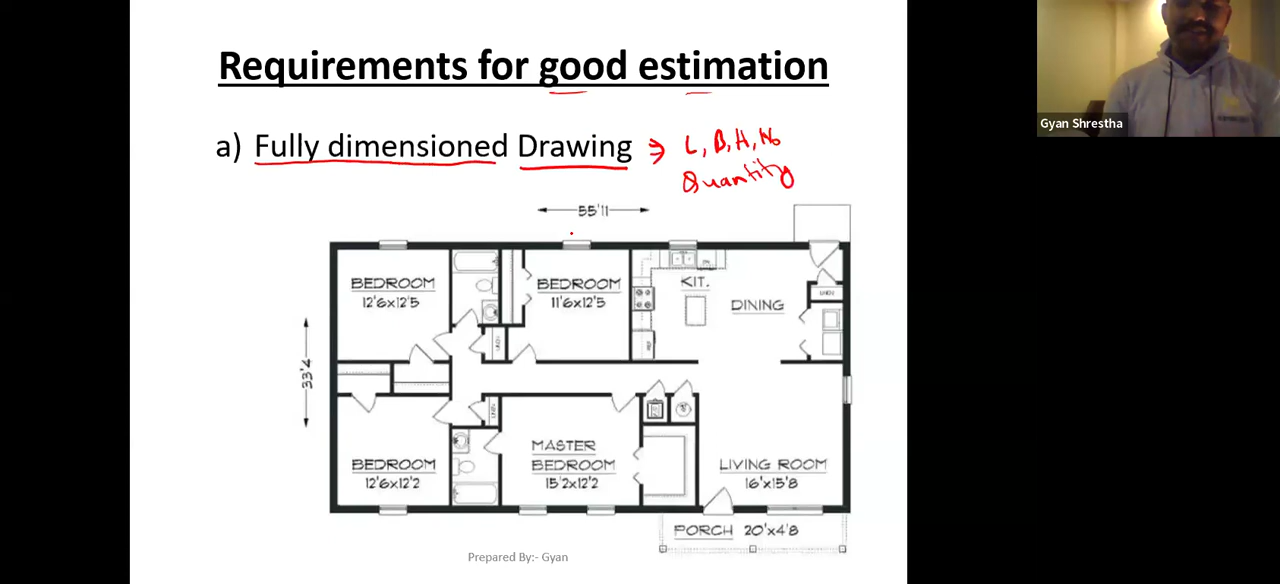 Requirements for good estimation
a) Fully dimensioned Drawing ⇒ L, B, H, No
Quantity
Gyan Shrestha
55'11
BEDROOM
12'6x12'5
BEDROOM
11'6x12'5
KIT.
DINING
33'4
BEDROOM
12'6x12'2
MASTER
BEDROOM
15'2x12'2
LIVING ROOM
16'x15'8
PORCH 20'x4'8
Prepared By:- Gyan